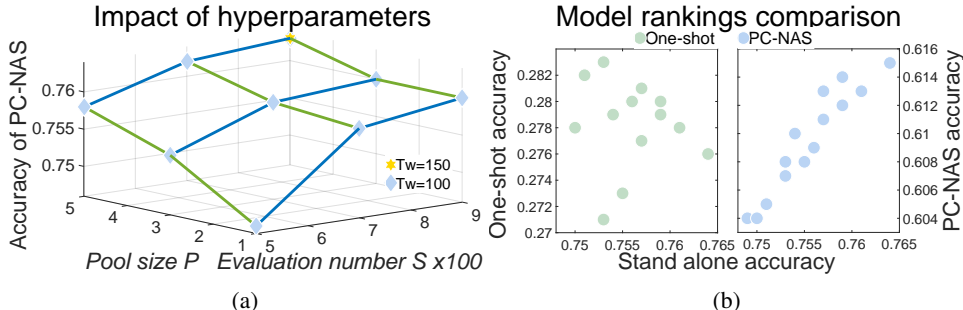 Impact of hyperparameters
Accuracy of PC-NAS
0.76
0.755
0.75
5
4
3
2
1
5
6
7
8
9
Tw=150
Tw=100
Pool size P
Evaluation number S x100
(a)
Model rankings comparison
One-shot
PC-NAS
One-shot accuracy
0.282
0.28
0.278
0.276
0.274
0.272
0.27
0.75
0.755
0.76
0.765
0.75
0.755
0.76
0.765
0.616
0.614
0.612
0.61
0.608
0.606
0.604
PC-NAS accuracy
Stand alone accuracy
(b)